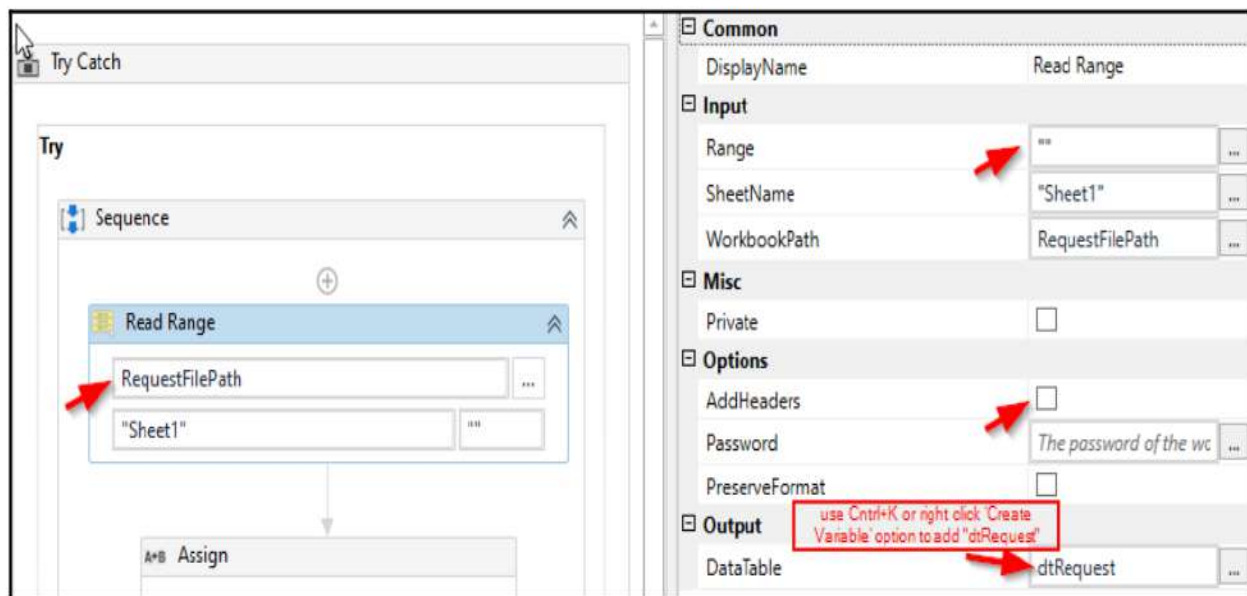 Try Catch
Try
Sequence
Read Range
RequestFilePath
...
"Sheet1"
""
A+B Assign
Common
DisplayName
Read Range
Input
Range
""
...
SheetName
"Sheet1"
...
WorkbookPath
RequestFilePath
...
Misc
Private
Options
AddHeaders
Password
The password of the wc
...
PreserveFormat
use Cntrl+K or right click 'Create
Variable' option to add "dtRequest"
Output
DataTable
dtRequest
...